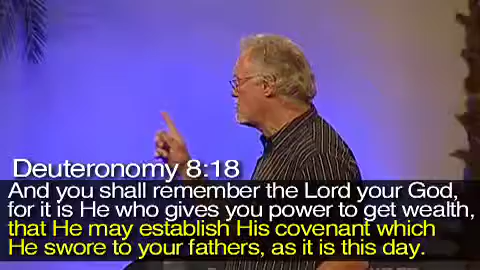 Deuteronomy 8:18
And you shall remember the Lord your God,
for it is He who gives you power to get wealth,
that He may establish His covenant which
He swore to your fathers, as it is this day.